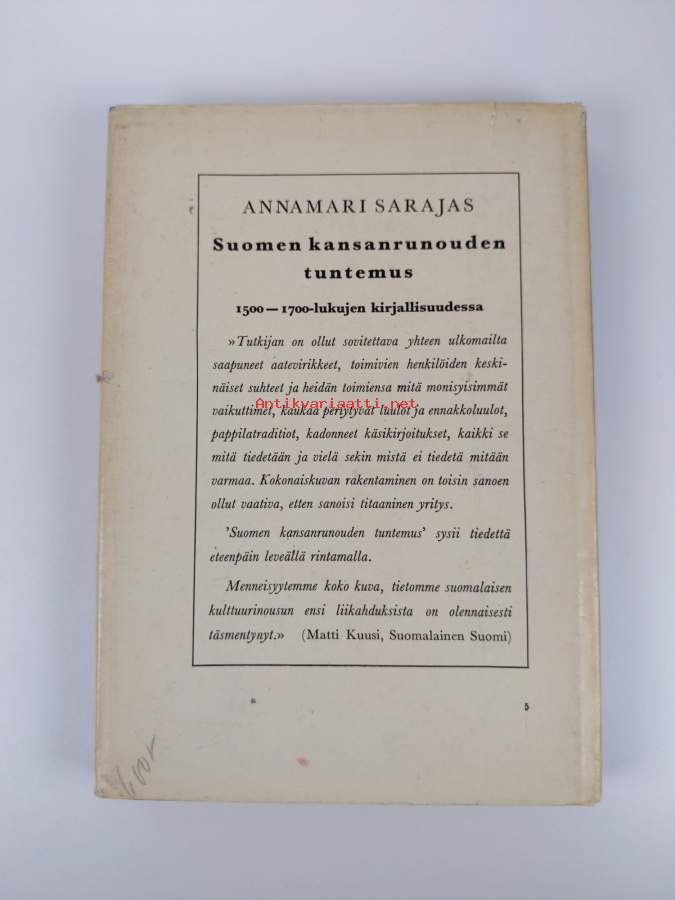 ANNAMARI SARAJAS
Suomen kansanrunouden
tuntemus
1500—1700-lukujen kirjallisuudessa
»Tutkijan on ollut sovitettava yhteen ulkomailta
saapuneet aatevirikkeet, toimivien henkilöiden keski-
näiset suhteet ja heidän toimiensa mitä monisyisimmät
vaikuttimet, kaukaa periytyvät luulot ja ennakkoluulot,
Antikvariaatti.net
pappilatraditiot, kadonneet käsikirjoitukset, kaikki se
mitä tiedetään ja vielä sekin mistä ei tiedetä mitään
varmaa. Kokonaiskuvan rakentaminen on toisin sanoen
ollut vaativa, etten sanoisi titaaninen yritys.
'Suomen kansanrunouden tuntemus' sysii tiedettä
eteenpäin leveällä rintamalla.
Menneisyytemme koko kuva, tietomme suomalaisen
kulttuurinousun ensi liikahduksista on olennaisesti
täsmentynyt.» (Matti Kuusi, Suomalainen Suomi)
5